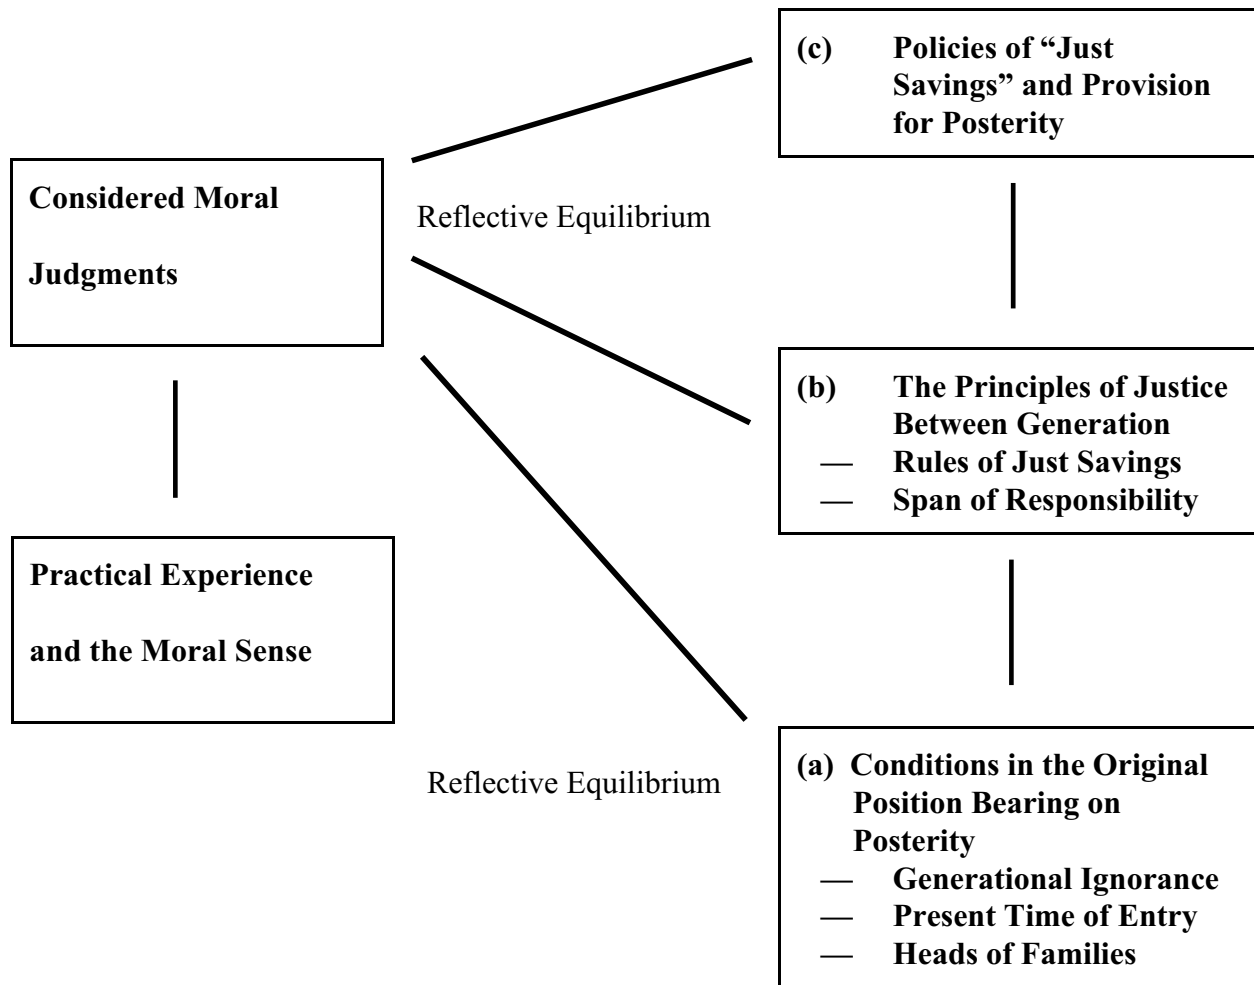 (c) Policies of “Just
Savings” and Provision
for Posterity
Considered Moral
Judgments
Reflective Equilibrium
(b) The Principles of Justice
Between Generation
— Rules of Just Savings
— Span of Responsibility
Practical Experience
and the Moral Sense
Reflective Equilibrium
(a) Conditions in the Original
Position Bearing on
Posterity
— Generational Ignorance
— Present Time of Entry
— Heads of Families